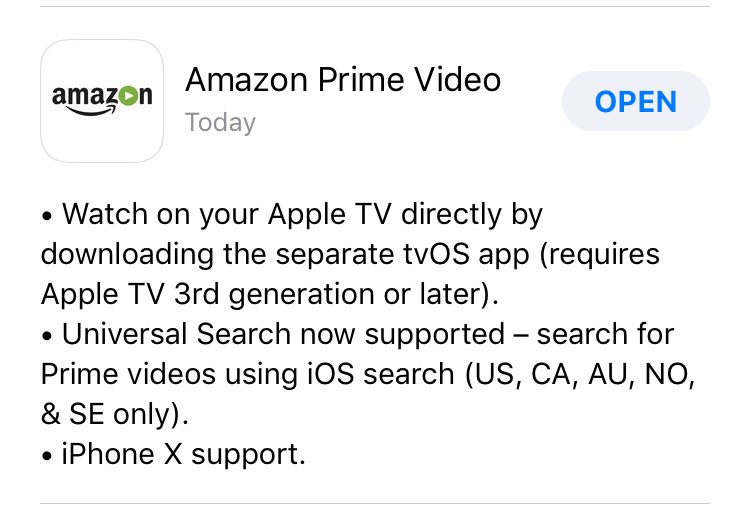 amazon
Amazon Prime Video
Today
OPEN
• Watch on your Apple TV directly by
downloading the separate tvOS app (requires
Apple TV 3rd generation or later).
• Universal Search now supported – search for
Prime videos using iOS search (US, CA, AU, NO,
& SE only).
• iPhone X support.